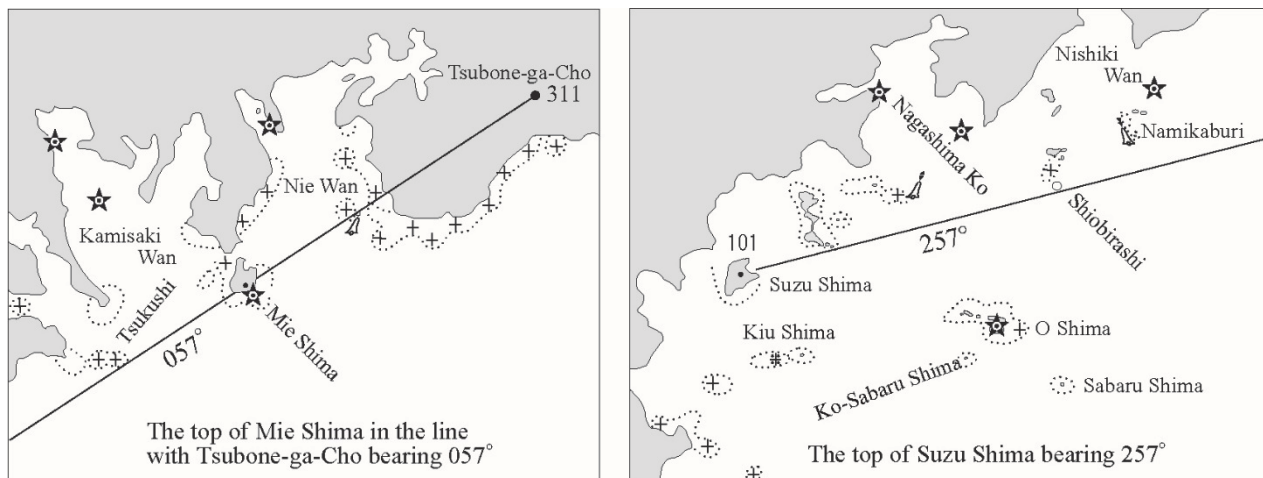 Tsubone-ga-Cho
311
Nie Wan
Kamisaki
Wan
Tsukushi
057°
Mie Shima
The top of Mie Shima in the line
with Tsubone-ga-Cho bearing 057°
Nishiki
Wan
Nagashima Ko
Namikaburi
Shiobirashi
257°
101
Suzu Shima
Kiu Shima
O Shima
Ko-Sabaru Shima
Sabaru Shima
The top of Suzu Shima bearing 257°